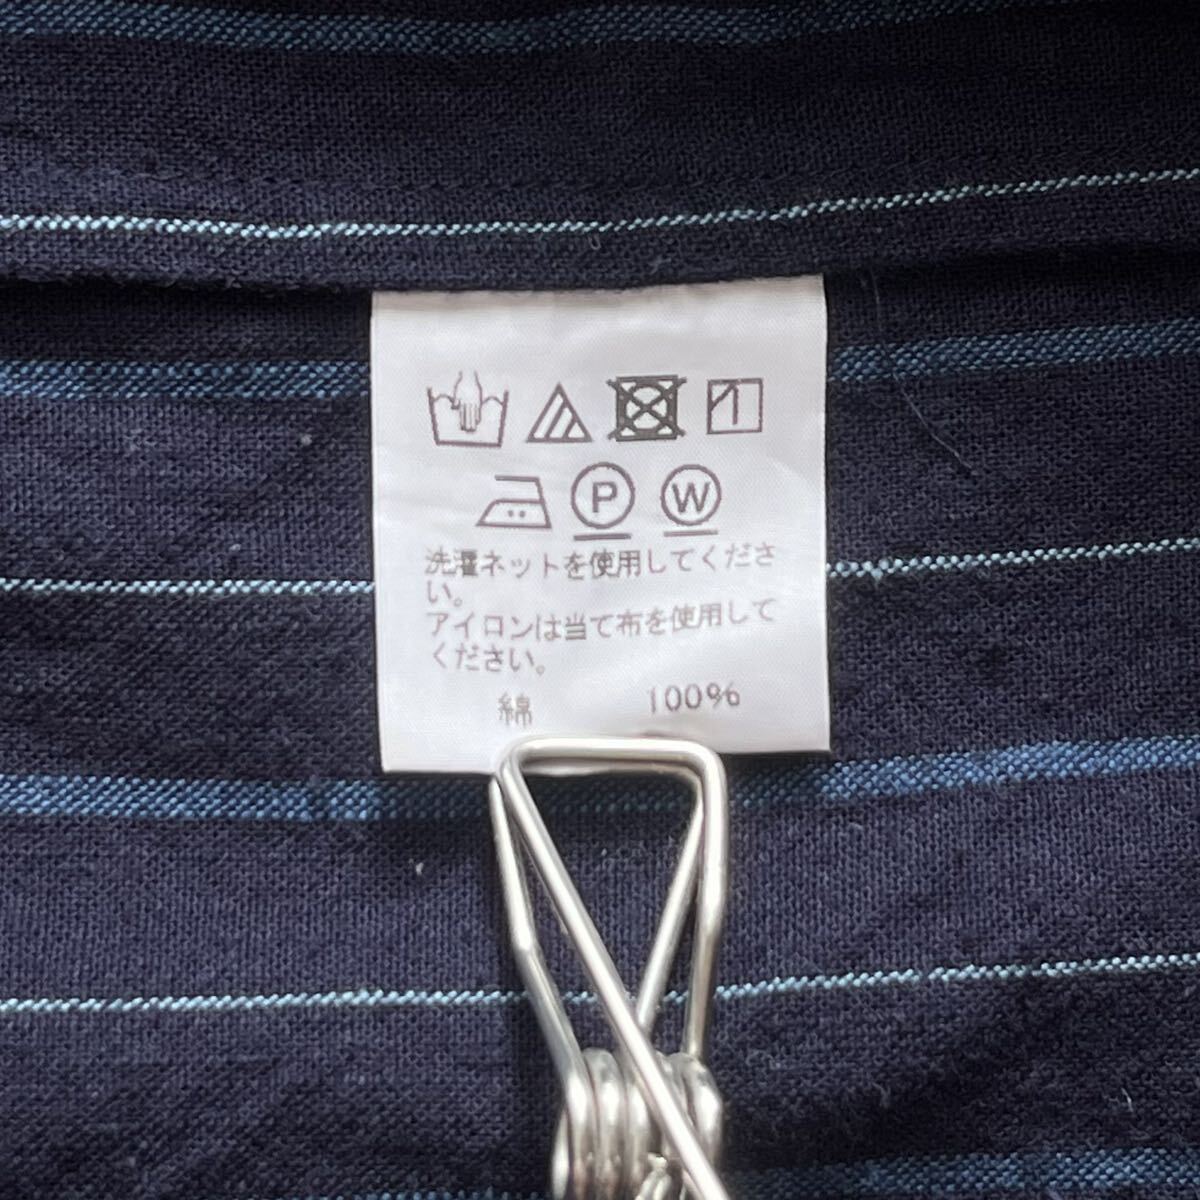 P W
洗濯ネットを使用してくださ
い。
アイロンは当て布を使用して
ください。
綿 100%